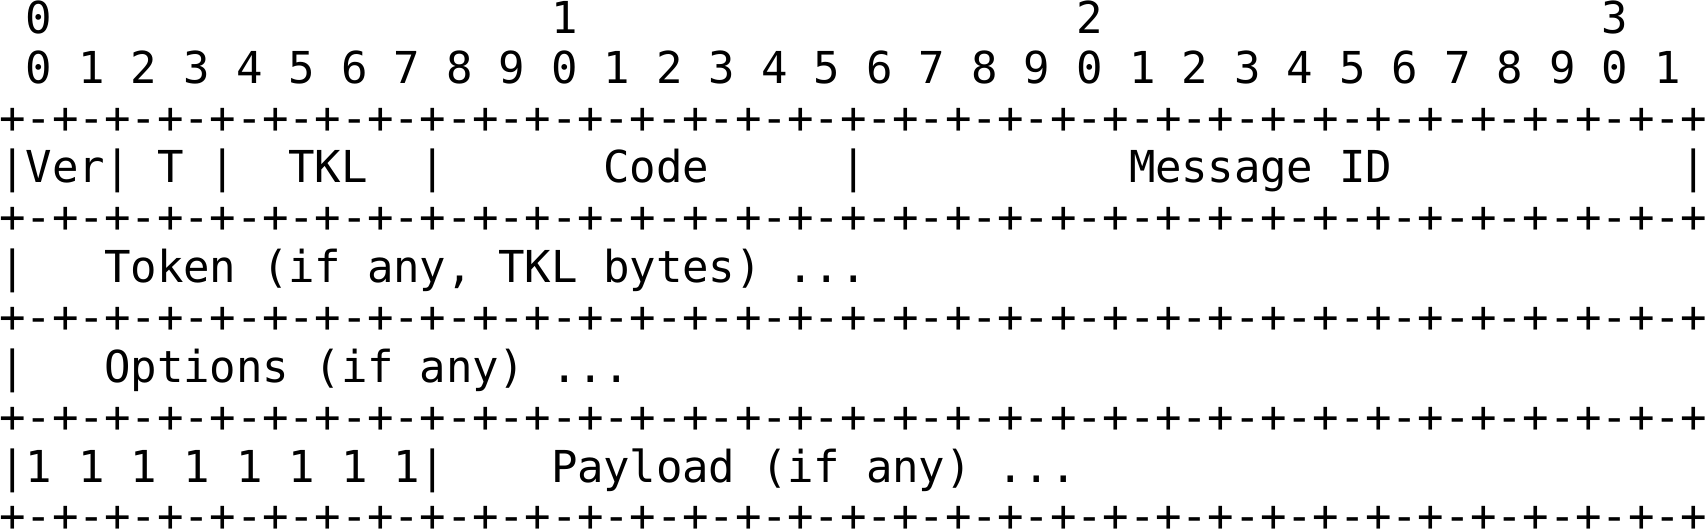 0                   1                   2                   3
 0 1 2 3 4 5 6 7 8 9 0 1 2 3 4 5 6 7 8 9 0 1 2 3 4 5 6 7 8 9 0 1
+-+-+-+-+-+-+-+-+-+-+-+-+-+-+-+-+-+-+-+-+-+-+-+-+-+-+-+-+-+-+-+-+
|Ver| T |  TKL  |      Code     |          Message ID           |
+-+-+-+-+-+-+-+-+-+-+-+-+-+-+-+-+-+-+-+-+-+-+-+-+-+-+-+-+-+-+-+-+
|   Token (if any, TKL bytes) ...
+-+-+-+-+-+-+-+-+-+-+-+-+-+-+-+-+-+-+-+-+-+-+-+-+-+-+-+-+-+-+-+-+
|   Options (if any) ...
+-+-+-+-+-+-+-+-+-+-+-+-+-+-+-+-+-+-+-+-+-+-+-+-+-+-+-+-+-+-+-+-+
|1 1 1 1 1 1 1 1|    Payload (if any) ...
+-+-+-+-+-+-+-+-+-+-+-+-+-+-+-+-+-+-+-+-+-+-+-+-+-+-+-+-+-+-+-+-+